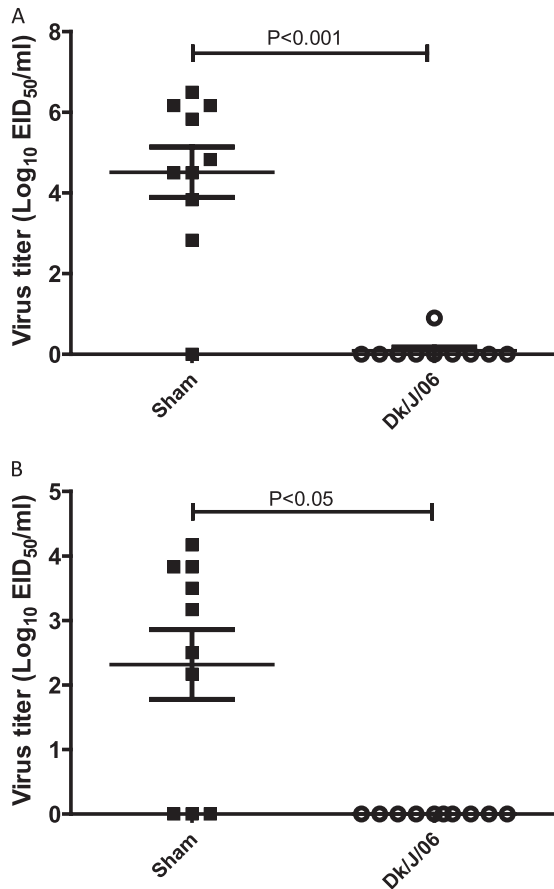 A
P<0.001
Virus titer (Log10 EID50/ml)
8
6
4
2
0
Sham
Dk/J/06
B
P<0.05
Virus titer (Log10 EID50/ml)
5
4
3
2
1
0
Sham
Dk/J/06